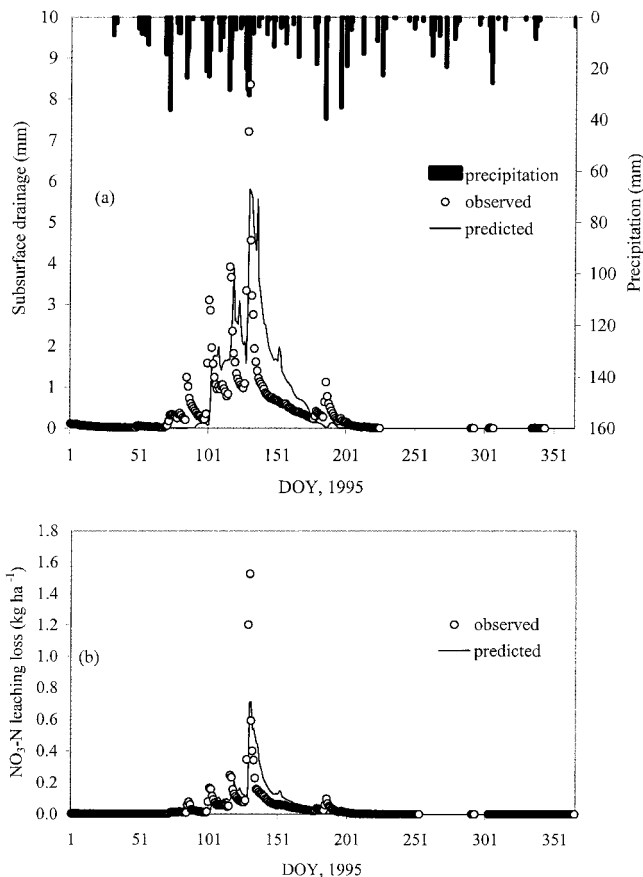 10
9
8
7
6
5
4
3
2
1
0
Subsurface drainage (mm)
(a)
precipitation
observed
predicted
0
20
40
60
80
100
120
140
160
Precipitation (mm)
1 51 101 151 201 251 301 351
DOY, 1995
1.8
1.6
1.4
1.2
1.0
0.8
0.6
0.4
0.2
0.0
NO3-N leaching loss (kg ha -1)
(b)
observed
predicted
1 51 101 151 201 251 301 351
DOY, 1995